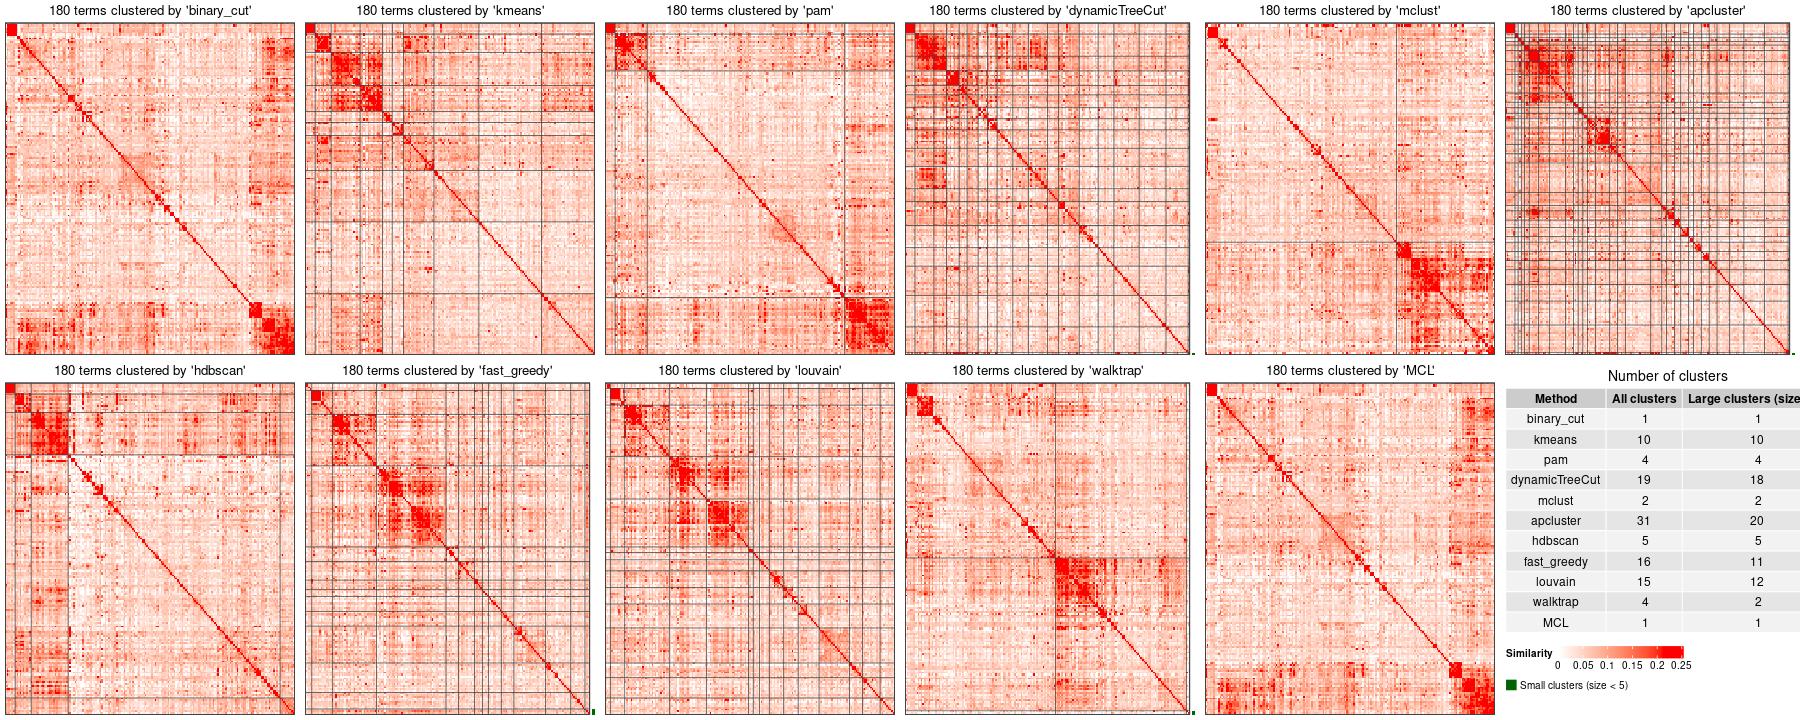 180 terms clustered by 'binary_cut'
180 terms clustered by 'kmeans'
180 terms clustered by 'pam'
180 terms clustered by 'dynamicTreeCut'
180 terms clustered by 'mclust'
180 terms clustered by 'apcluster'
180 terms clustered by 'hdbscan'
180 terms clustered by 'fast_greedy'
180 terms clustered by 'louvain'
180 terms clustered by 'walktrap'
180 terms clustered by 'MCL'
Number of clusters
Method All clusters Large clusters (size
binary_cut 1 1
kmeans 10 10
pam 4 4
dynamicTreeCut 19 18
mclust 2 2
apcluster 31 20
hdbscan 5 5
fast_greedy 16 11
louvain 15 12
walktrap 4 2
MCL 1 1
Similarity
0 0.05 0.1 0.15 0.2 0.25
Small clusters (size < 5)